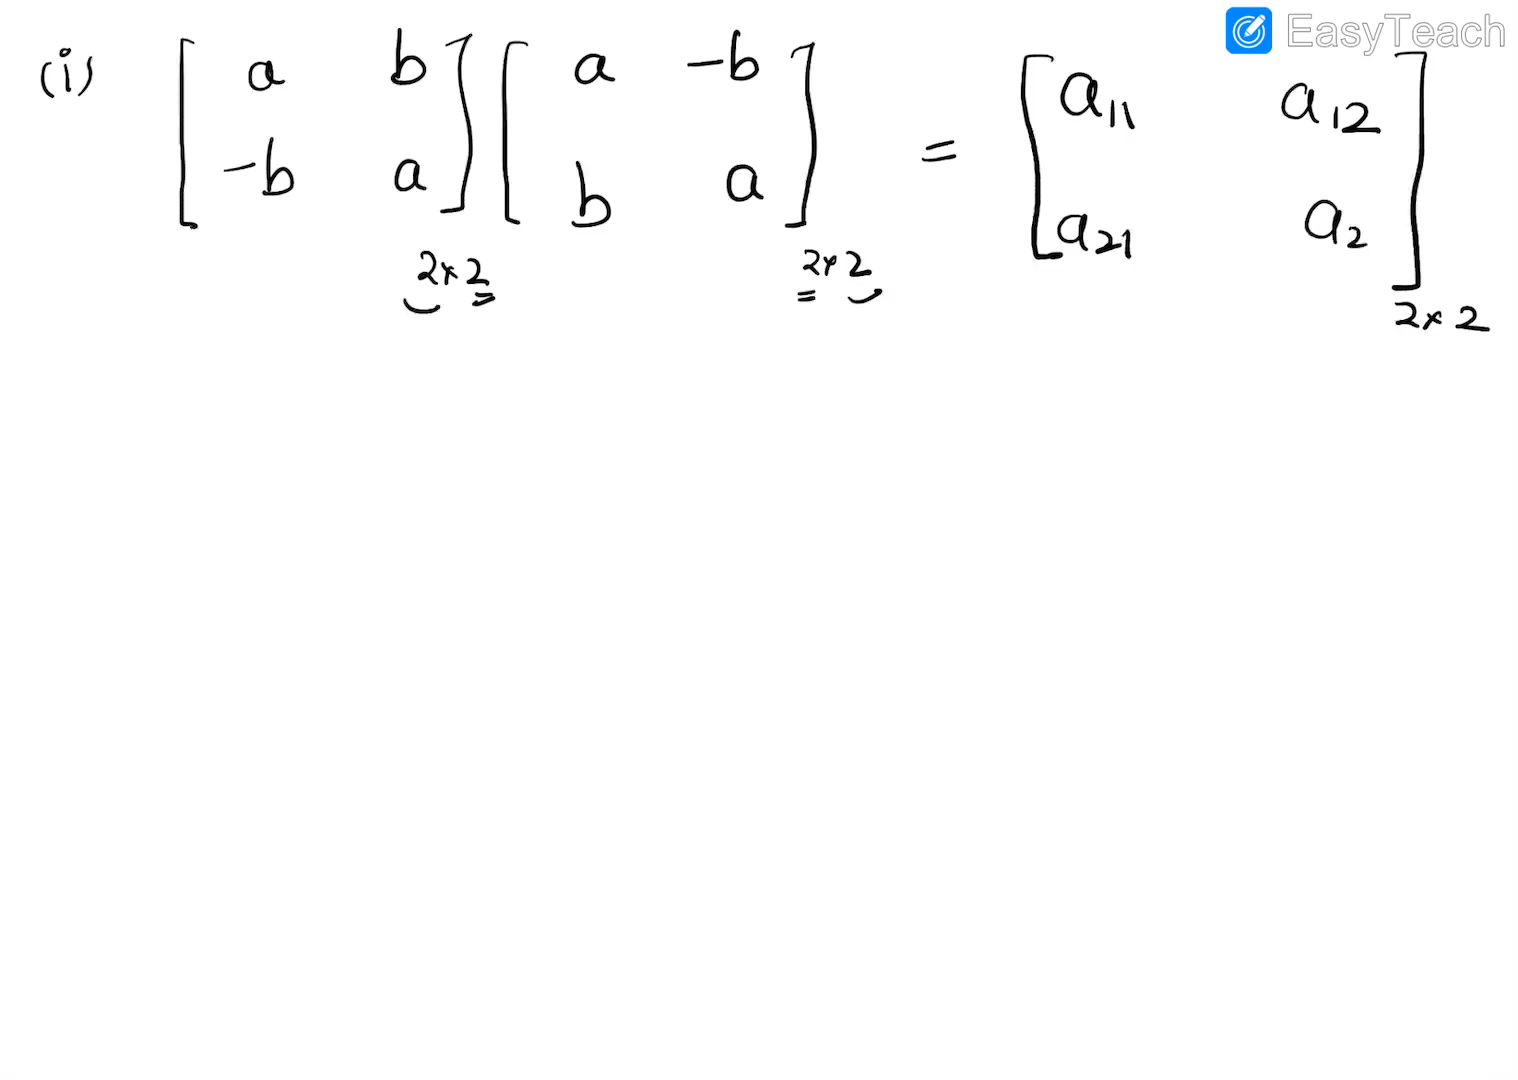 EasyTeach
(i) [ a b ] [ a -b ] = [ a11 a12 ]
[ -b a ] [ b a ] [ a21 a2 ]
2×2 2×2 2×2